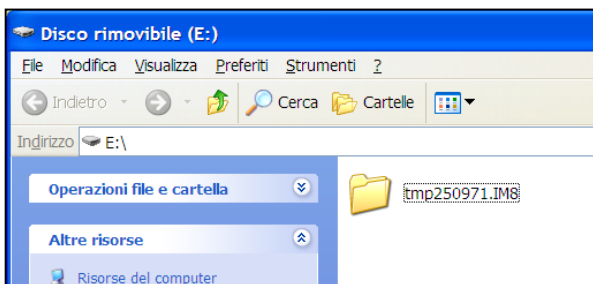 Disco rimovibile (E:)
File Modifica Visualizza Preferiti Strumenti ?
Indietro Cerca Cartelle
Indirizzo E:\
Operazioni file e cartella
tmp250971.IM8
Altre risorse
Risorse del computer